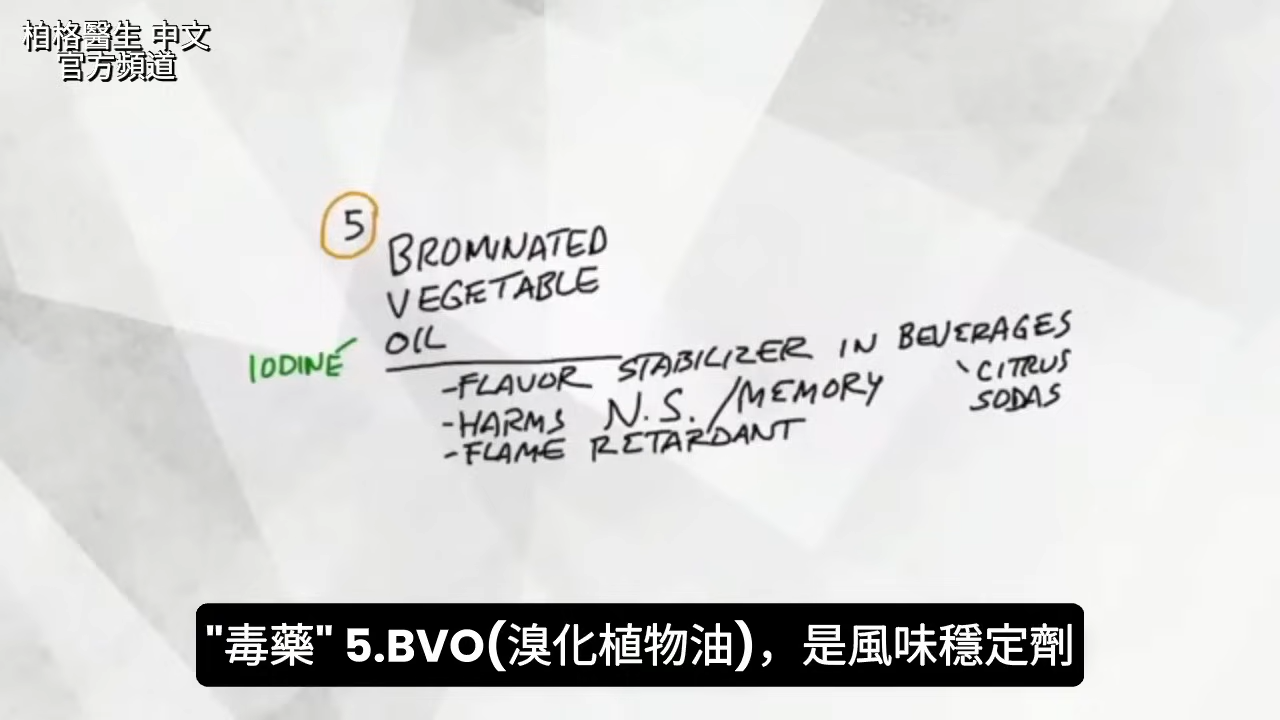 柏格醫生 中文
官方頻道
5
BROMINATED
VEGETABLE
OIL
IODINE
-FLAVOR STABILIZER IN BEVERAGES
CITRUS
SODAS
-HARMS N.S./MEMORY
-FLAME RETARDANT
"毒藥" 5.BVO(溴化植物油)，是風味穩定劑